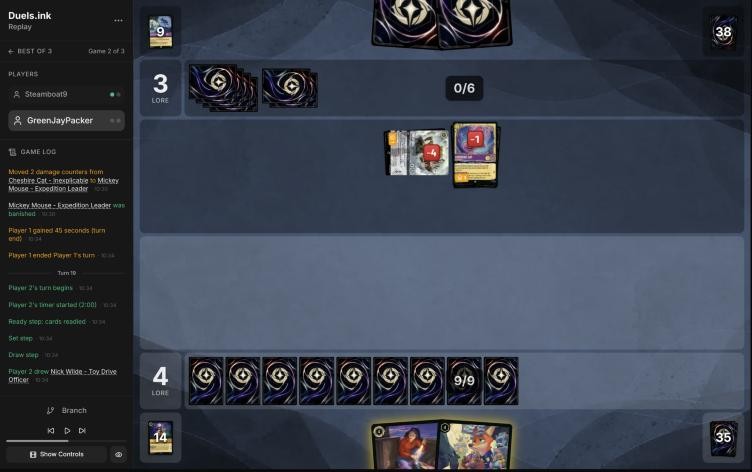 Duels.ink
Replay
← BEST OF 3
Game 2 of 3
PLAYERS
Steamboat9
GreenJayPacker
GAME LOG
Moved 2 damage counters from
Cheshire Cat - Inexplicable to Mickey
Mouse - Expedition Leader · 10:30
Mickey Mouse - Expedition Leader was
banished · 10:30
Player 1 gained 45 seconds (turn
end) · 10:34
Player 1 ended Player 1's turn · 10:34
Turn 19
Player 2's turn begins · 10:34
Player 2's timer started (2:00) · 10:34
Ready step: cards readied · 10:34
Set step · 10:34
Draw step · 10:34
Player 2 drew Nick Wilde - Toy Drive
Officer · 10:34
Branch
Show Controls
9
38
3
LORE
0/6
-4
-1
4
LORE
9/9
14
35